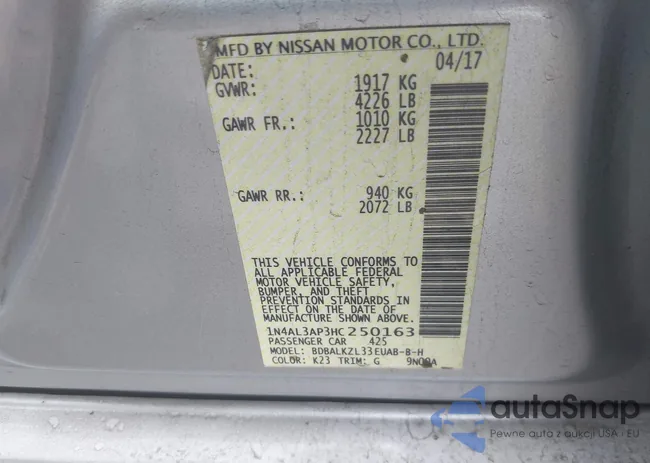 MFD BY NISSAN MOTOR CO., LTD.
DATE: 04/17
GVWR: 1917 KG
4226 LB
GAWR FR.: 1010 KG
2227 LB
GAWR RR.: 940 KG
2072 LB
THIS VEHICLE CONFORMS TO
ALL APPLICABLE FEDERAL
MOTOR VEHICLE SAFETY,
BUMPER, AND THEFT
PREVENTION STANDARDS
IN EFFECT ON THE DATE OF
MANUFACTURE SHOWN ABOVE.
1N4AL3AP3HC250163
PASSENGER CAR 425
MODEL: BDBALKZL33EUAB-B-H
COLOR: K23 TRIM: G 9N00A
autaSnap
Pewne auta z aukcji USA i EU